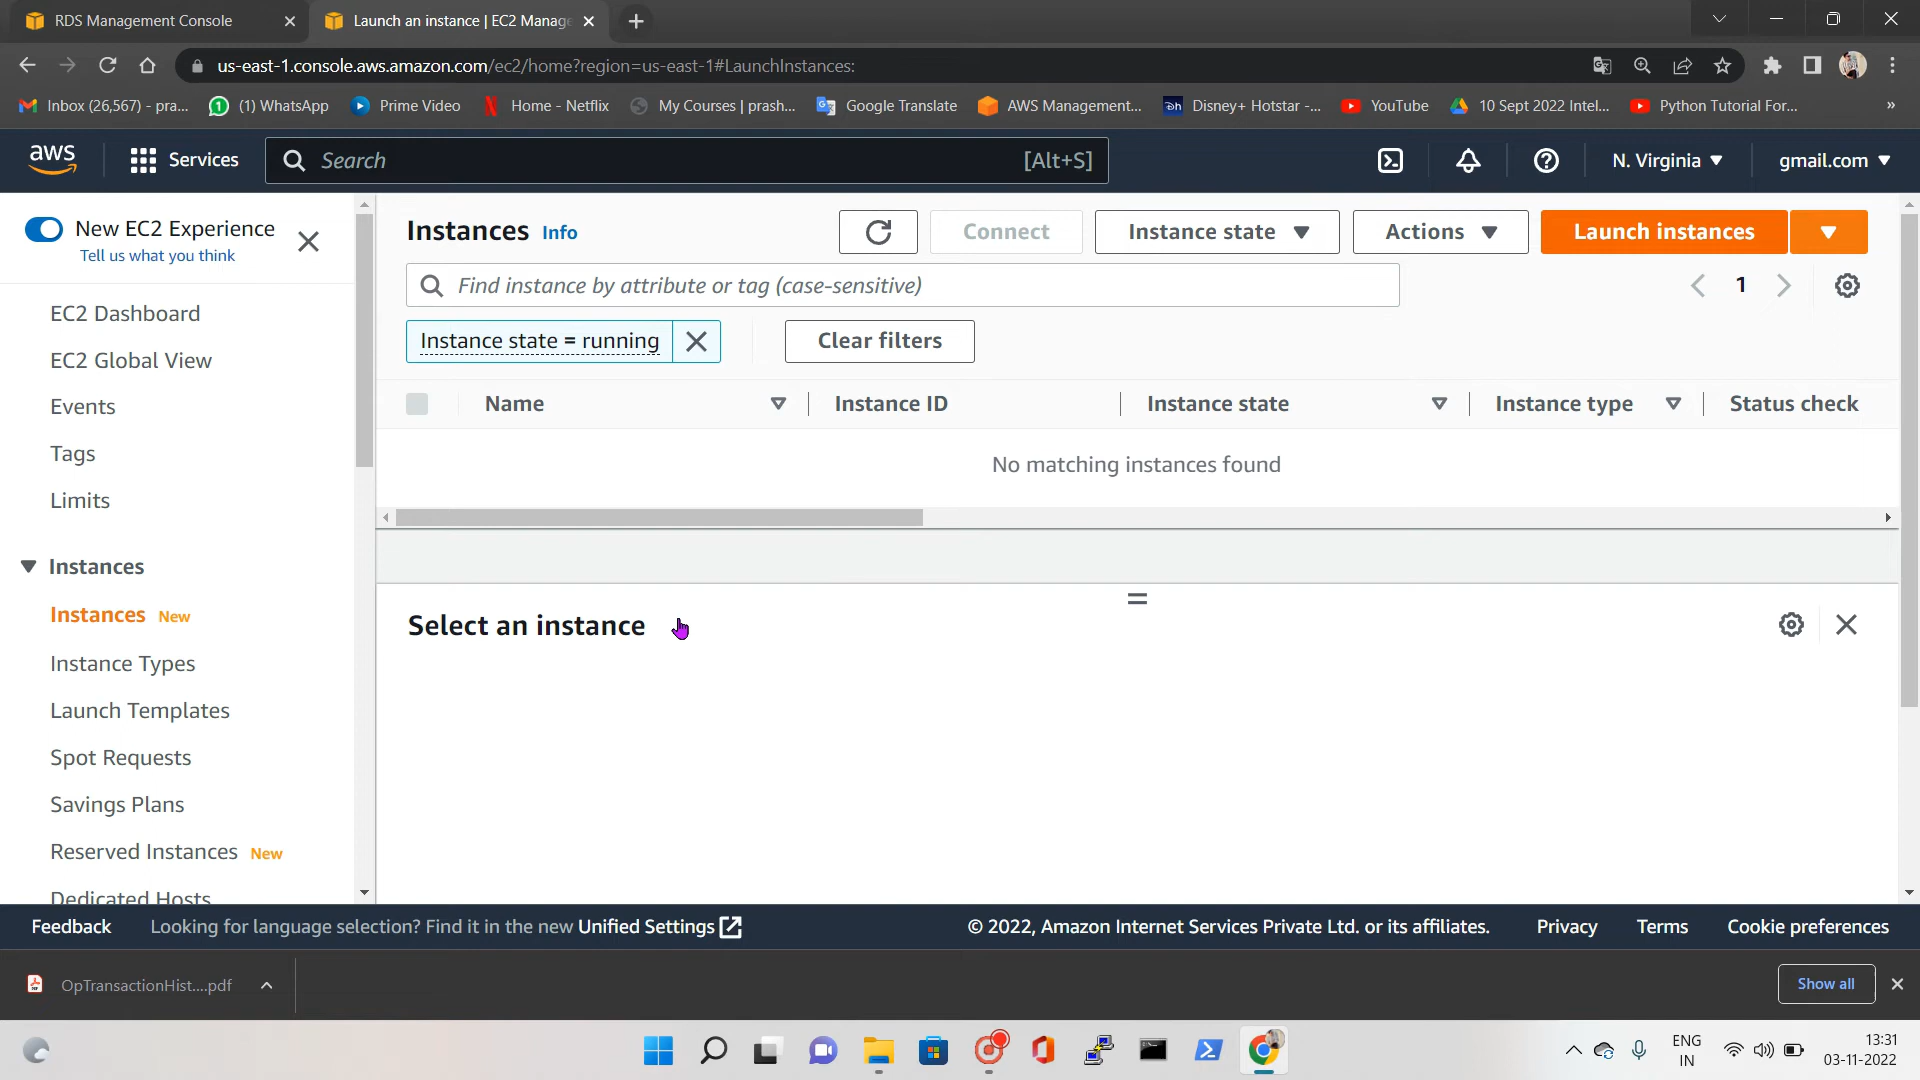 RDS Management Console
Launch an instance | EC2 Manag
us-east-1.console.aws.amazon.com/ec2/home?region=us-east-1#LaunchInstances:
Inbox (26,567) - pra...
(1) WhatsApp
Prime Video
Home - Netflix
My Courses | prash...
Google Translate
AWS Management...
Disney+ Hotstar -...
YouTube
10 Sept 2022 Intel...
Python Tutorial For...
»
aws
Services
Search
[Alt+S]
N. Virginia
gmail.com
New EC2 Experience
Tell us what you think
EC2 Dashboard
EC2 Global View
Events
Tags
Limits
Instances
Instances New
Instance Types
Launch Templates
Spot Requests
Savings Plans
Reserved Instances New
Dedicated Hosts
Instances Info
Connect
Instance state
Actions
Launch instances
Find instance by attribute or tag (case-sensitive)
1
Instance state = running
Clear filters
Name
Instance ID
Instance state
Instance type
Status check
No matching instances found
Select an instance
Feedback
Looking for language selection? Find it in the new Unified Settings
© 2022, Amazon Internet Services Private Ltd. or its affiliates.
Privacy
Terms
Cookie preferences
OpTransactionHist....pdf
Show all
ENG
IN
13:31
03-11-2022